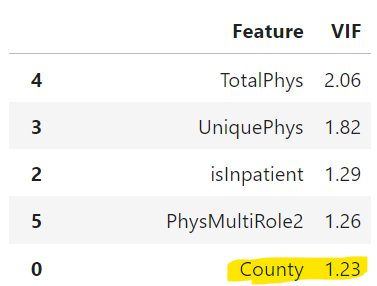 Feature VIF
4 TotalPhys 2.06
3 UniquePhys 1.82
2 isInpatient 1.29
5 PhysMultiRole2 1.26
0 County 1.23